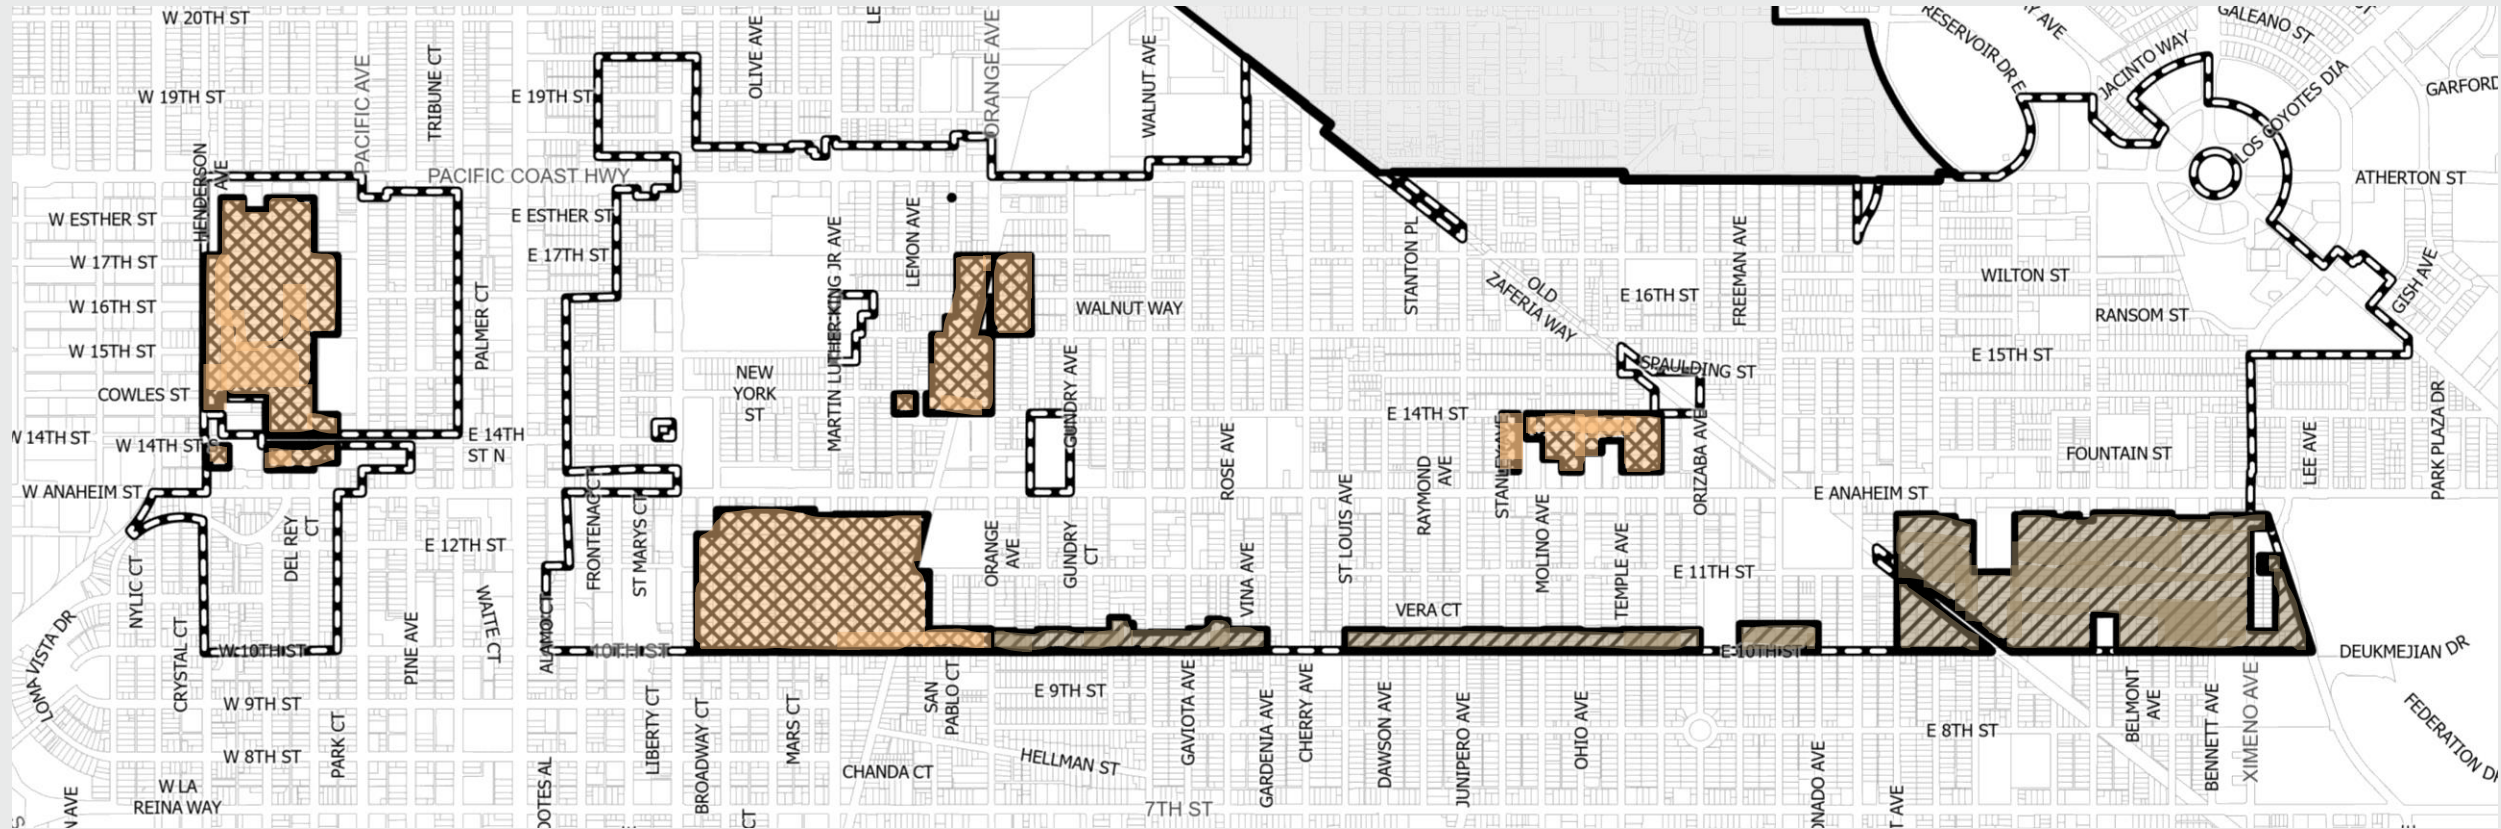 W 20TH ST
OLIVE AVE
ORANGE AVE
WALNUT AVE
RESERVOIR DR E
GALEANO ST
JACINTO WAY
LOS COYOTES DIA
W 19TH ST
PACIFIC AVE
TRIBUNE CT
E 19TH ST
PACIFIC COAST HWY
HENDERSON
AVE
ATHERTON ST
W ESTHER ST
E ESTHER ST
W 17TH ST
E 17TH ST
MARTIN LUTHER KING JR AVE
LEMON AVE
STANTON PL
OLD
ZAFERIA WAY
E 16TH ST
FREEMAN AVE
WILTON ST
GISH AVE
W 16TH ST
PALMER CT
WALNUT WAY
RANSOM ST
W 15TH ST
E 15TH ST
SPAULDING ST
COWLES ST
NEW
YORK
ST
GUNDRY AVE
E 14TH ST
PARK PLAZA DR
W 14TH ST
W 14TH ST S
E 14TH
ST N
ROSE AVE
RAYMOND
AVE
STANLEY AVE
ORIZABA AVE
FOUNTAIN ST
LEE AVE
W ANAHEIM ST
E ANAHEIM ST
DEL REY
CT
FRONTENAC CT
ST MARYS CT
ORANGE
AVE
GUNDRY
CT
ST LOUIS AVE
MOLINO AVE
TEMPLE AVE
E 12TH ST
NYLIC CT
VINA AVE
E 11TH ST
WAITE CT
VERA CT
LOMA VISTA DR
CRYSTAL CT
W 10TH ST
PINE AVE
ALAMO CT
10TH ST
E 10TH ST
DEUKMEJIAN DR
W 9TH ST
SAN
PABLO CT
E 9TH ST
GAVIOTA AVE
CHERRY AVE
BELMONT
AVE
BENNETT AVE
XIMENO AVE
FEDERATION
PARK CT
LIBERTY CT
BROADWAY CT
MARS CT
GARDENIA AVE
DAWSON AVE
JUNIPERO AVE
OHIO AVE
E 8TH ST
W 8TH ST
CHANDA CT
HELLMAN ST
W LA
REINA WAY
7TH ST